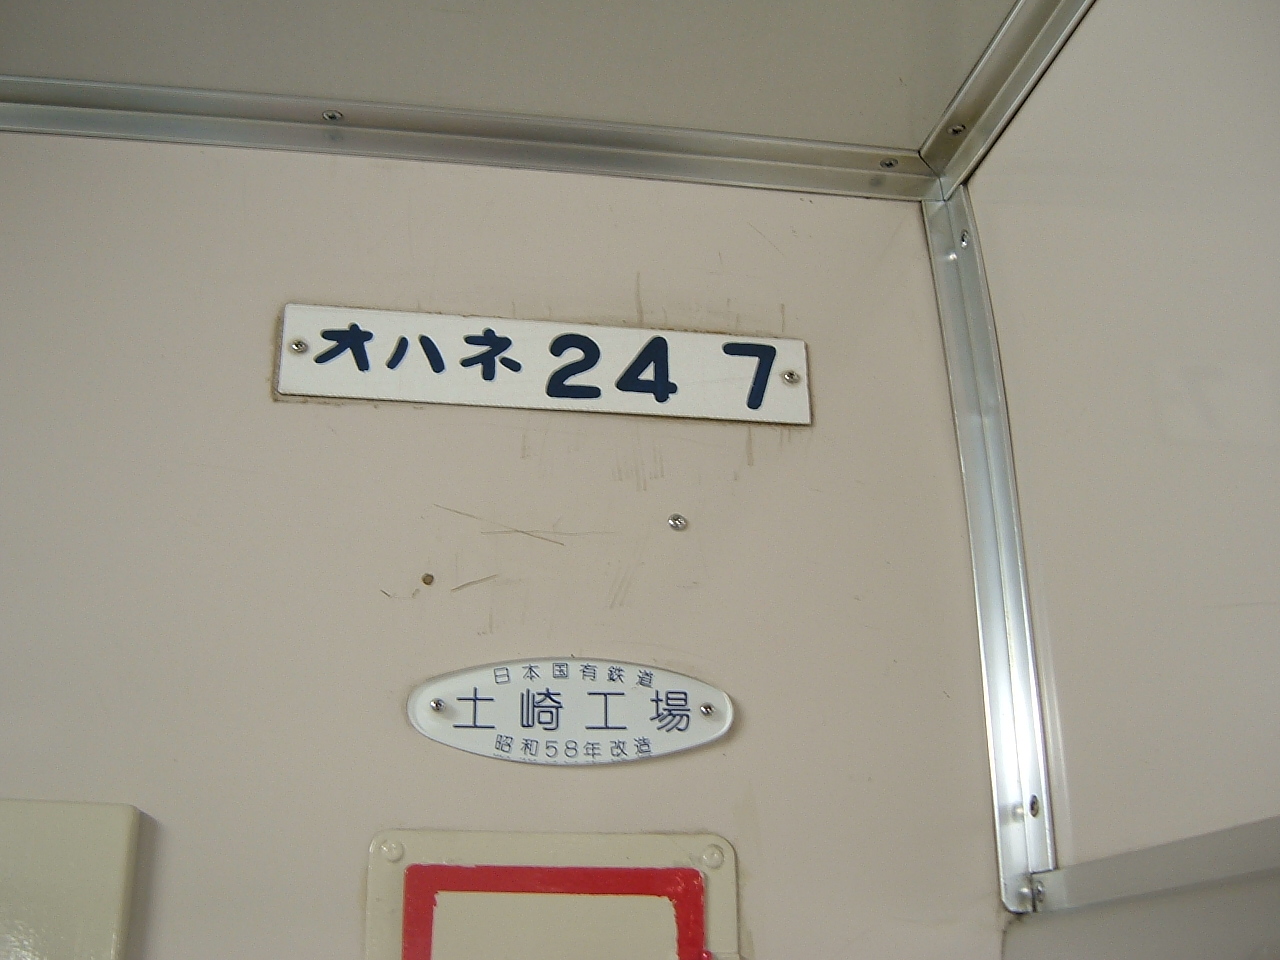 オハネ24 7
日本国有鉄道
土崎工場
昭和58年改造